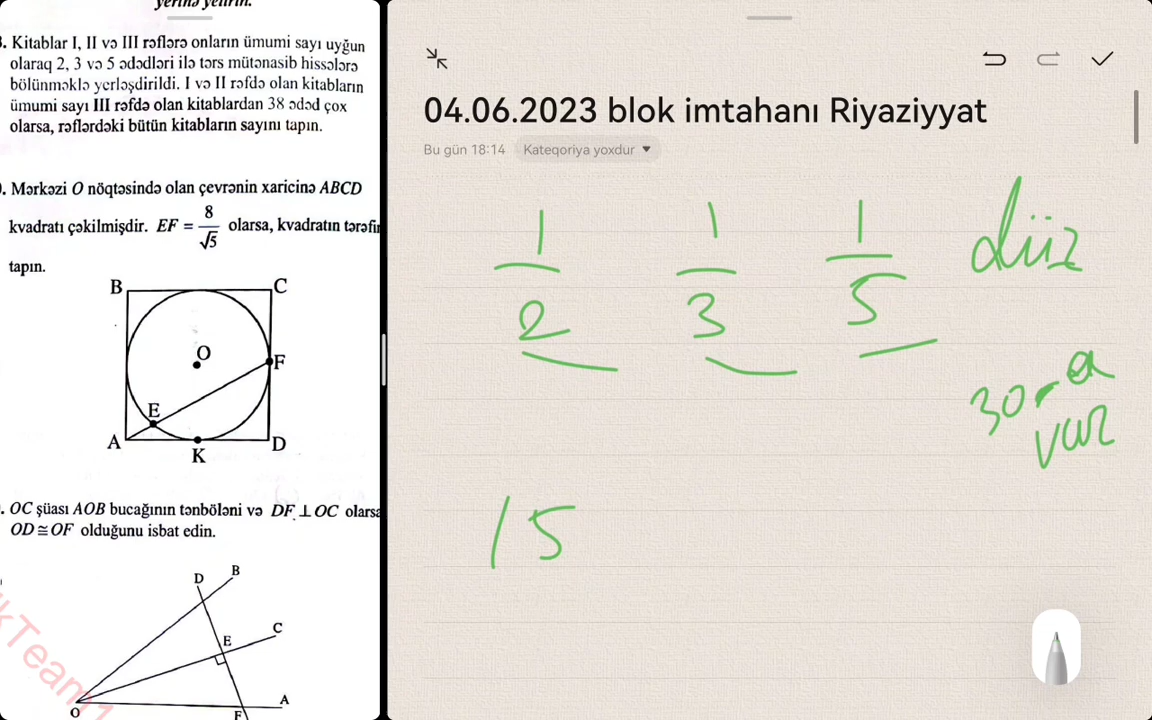 yerinə yetirin.
. Kitablar I, II və III rəflərə onların ümumi sayı uyğun
olaraq 2, 3 və 5 ədədləri ilə tərs mütənasib hissələrə
bölünməklə yerləşdirildi. I və II rəfdə olan kitabların
ümumi sayı III rəfdə olan kitablardan 38 ədəd çox
olarsa, rəflərdəki bütün kitabların sayını tapın.
. Mərkəzi O nöqtəsində olan çevrənin xaricinə ABCD
kvadratı çəkilmişdir. EF = 8/√5 olarsa, kvadratın tərəfin
tapın.
B C
O
F
E
A D
K
. OC şüası AOB bucağının tənböləni və DF ⊥ OC olarsa
OD ≅ OF olduğunu isbat edin.
B
D
C
E
A
O F
kTeam1
04.06.2023 blok imtahanı Riyaziyyat
Bu gün 18:14 Kateqoriya yoxdur
1/2 1/3 1/5 düz
30-a
var
15